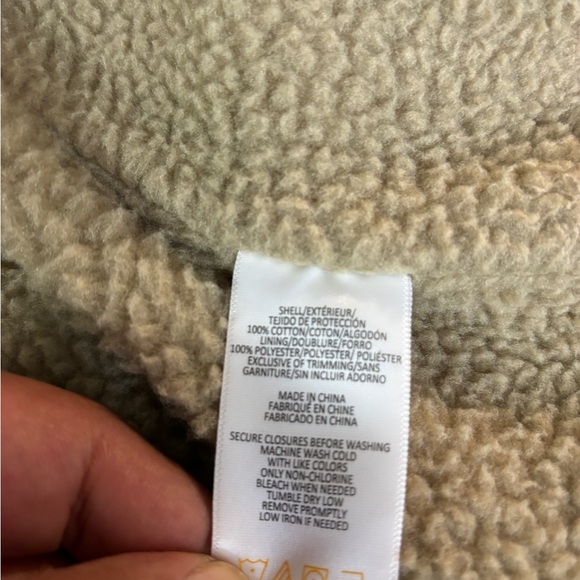 SHELL/EXTÉRIEUR/
TEJIDO DE PROTECCIÓN
100% COTTON/COTON/ALGODÓN
LINING/DOUBLURE/FORRO
100% POLYESTER/POLYESTER/ POLIÉSTER
EXCLUSIVE OF TRIMMING/SANS
GARNITURE/SIN INCLUIR ADORNO
MADE IN CHINA
FABRIQUÉ EN CHINE
FABRICADO EN CHINA
SECURE CLOSURES BEFORE WASHING
MACHINE WASH COLD
WITH LIKE COLORS
ONLY NON-CHLORINE
BLEACH WHEN NEEDED
TUMBLE DRY LOW
REMOVE PROMPTLY
LOW IRON IF NEEDED